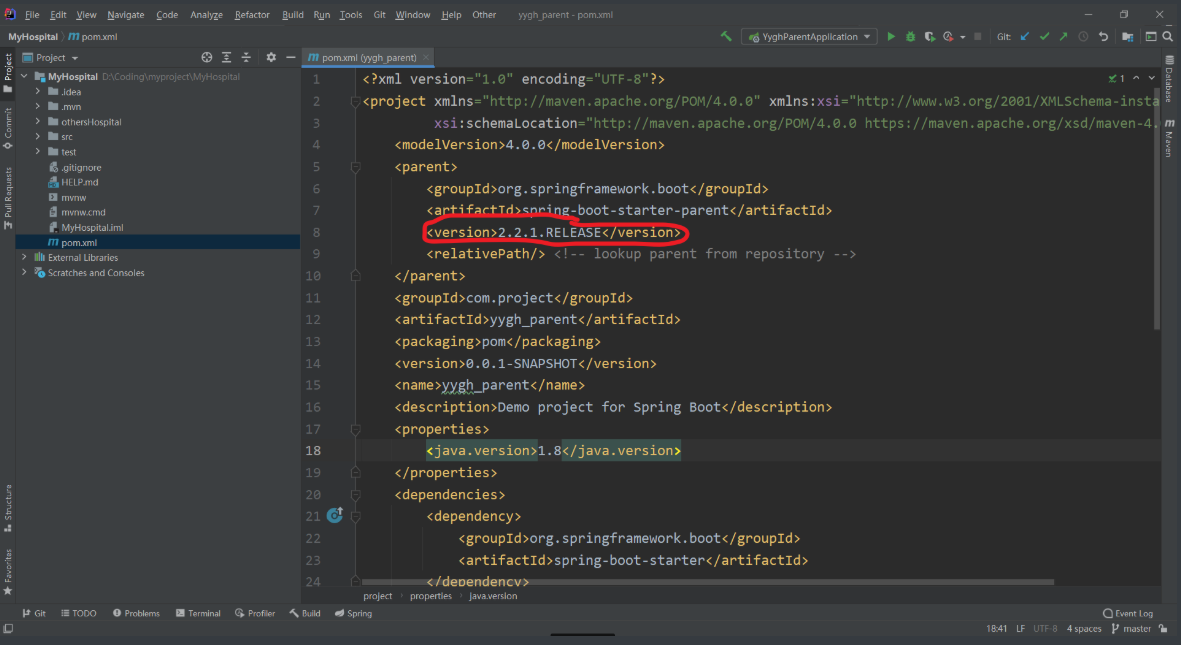 File Edit View Navigate Code Analyze Refactor Build Run Tools Git Window Help Other yygh_parent - pom.xml
MyHospital pom.xml YyghParentApplication Git:
Project
pom.xml (yygh_parent)
Project
Commit
Pull Requests
Structure
Favorites
MyHospital D:\Coding\myproject\MyHospital
.idea
.mvn
othersHospital
src
test
.gitignore
HELP.md
mvnw
mvnw.cmd
MyHospital.iml
pom.xml
External Libraries
Scratches and Consoles
1 <?xml version="1.0" encoding="UTF-8"?>
2 <project xmlns="http://maven.apache.org/POM/4.0.0" xmlns:xsi="http://www.w3.org/2001/XMLSchema-insta
3 xsi:schemaLocation="http://maven.apache.org/POM/4.0.0 https://maven.apache.org/xsd/maven-4.
4 <modelVersion>4.0.0</modelVersion>
5 <parent>
6 <groupId>org.springframework.boot</groupId>
7 <artifactId>spring-boot-starter-parent</artifactId>
8 <version>2.2.1.RELEASE</version>
9 <relativePath/> <!-- lookup parent from repository -->
10 </parent>
11 <groupId>com.project</groupId>
12 <artifactId>yygh_parent</artifactId>
13 <packaging>pom</packaging>
14 <version>0.0.1-SNAPSHOT</version>
15 <name>yygh_parent</name>
16 <description>Demo project for Spring Boot</description>
17 <properties>
18 <java.version>1.8</java.version>
19 </properties>
20 <dependencies>
21 <dependency>
22 <groupId>org.springframework.boot</groupId>
23 <artifactId>spring-boot-starter</artifactId>
24 </dependency>
1
Database
Maven
project properties java.version
Git TODO Problems Terminal Profiler Build Spring Event Log
18:41 LF UTF-8 4 spaces master